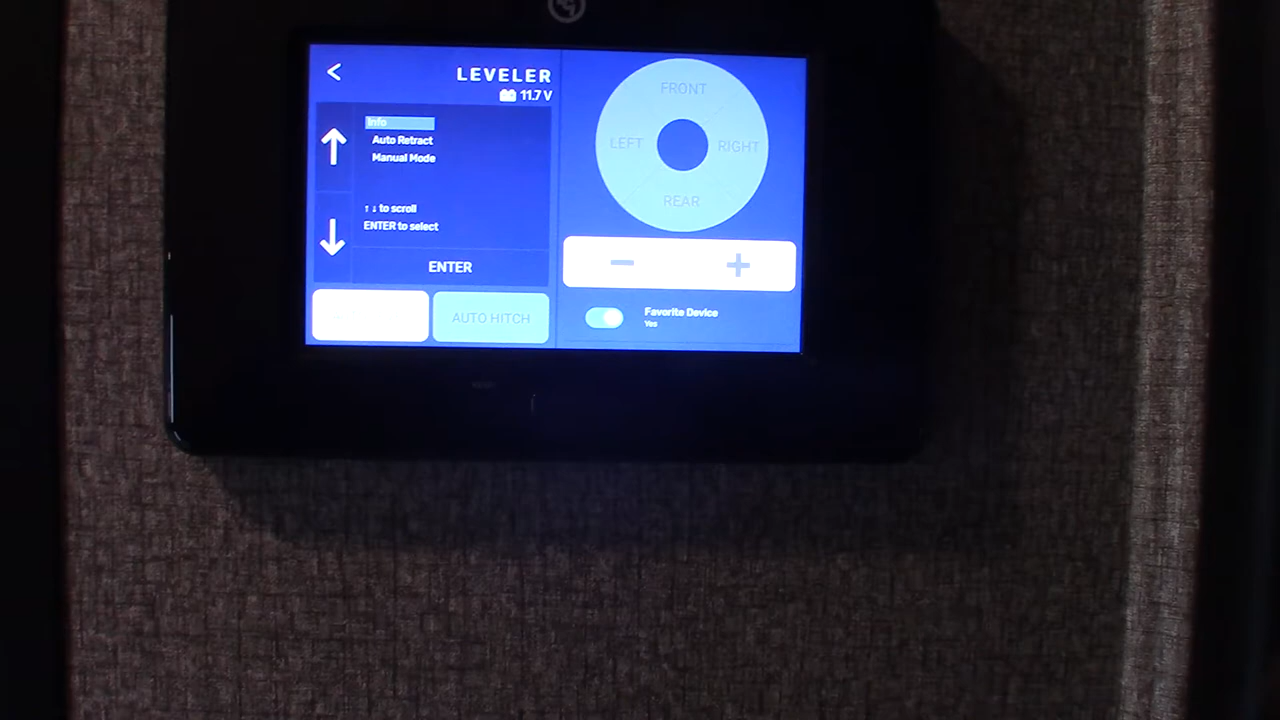 <
LEVELER
11.7 V
Info
Auto Retract
Manual Mode
↑ ↓ to scroll
ENTER to select
ENTER
AUTO HITCH
FRONT
LEFT
RIGHT
REAR
− +
Favorite Device
Yes